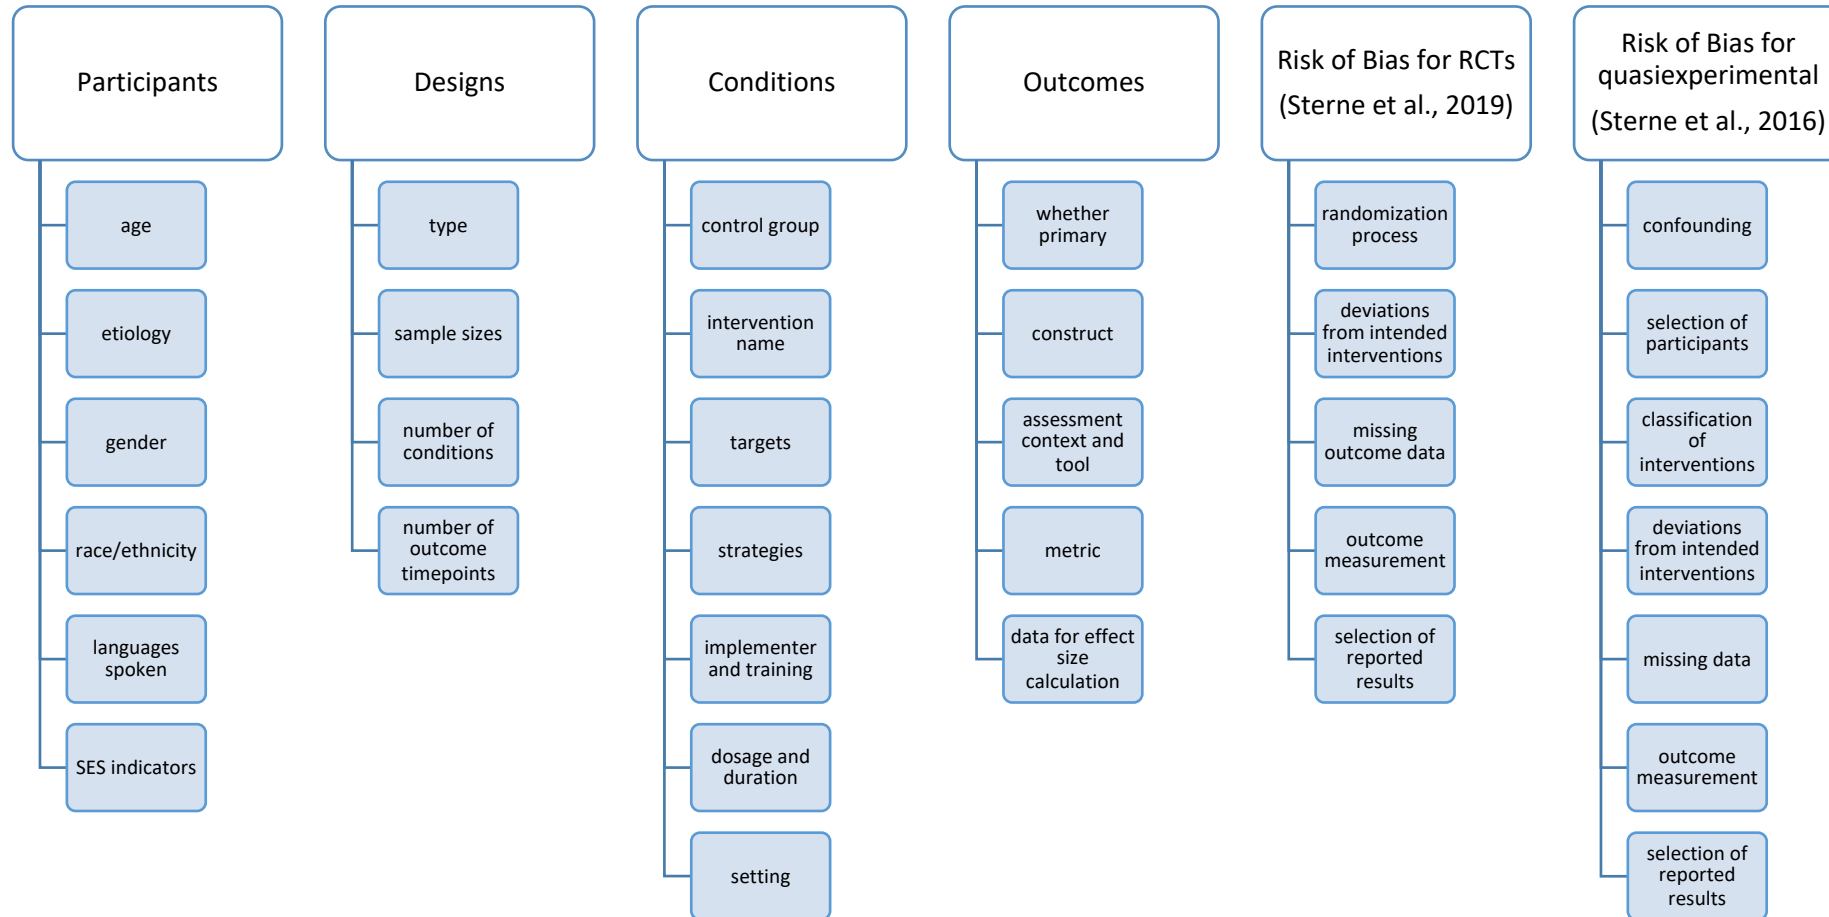 Participants
age
etiology
gender
race/ethnicity
languages
spoken
SES indicators
Designs
type
sample sizes
number of
conditions
number of
outcome
timepoints
Conditions
control group
intervention
name
targets
strategies
implementer
and training
dosage and
duration
setting
Outcomes
whether
primary
construct
assessment
context and
tool
metric
data for effect
size
calculation
Risk of Bias for RCTs
(Sterne et al., 2019)
randomization
process
deviations
from intended
interventions
missing
outcome data
outcome
measurement
selection of
reported
results
Risk of Bias for
quasiexperimental
(Sterne et al., 2016)
confounding
selection of
participants
classification
of
interventions
deviations
from intended
interventions
missing data
outcome
measurement
selection of
reported
results